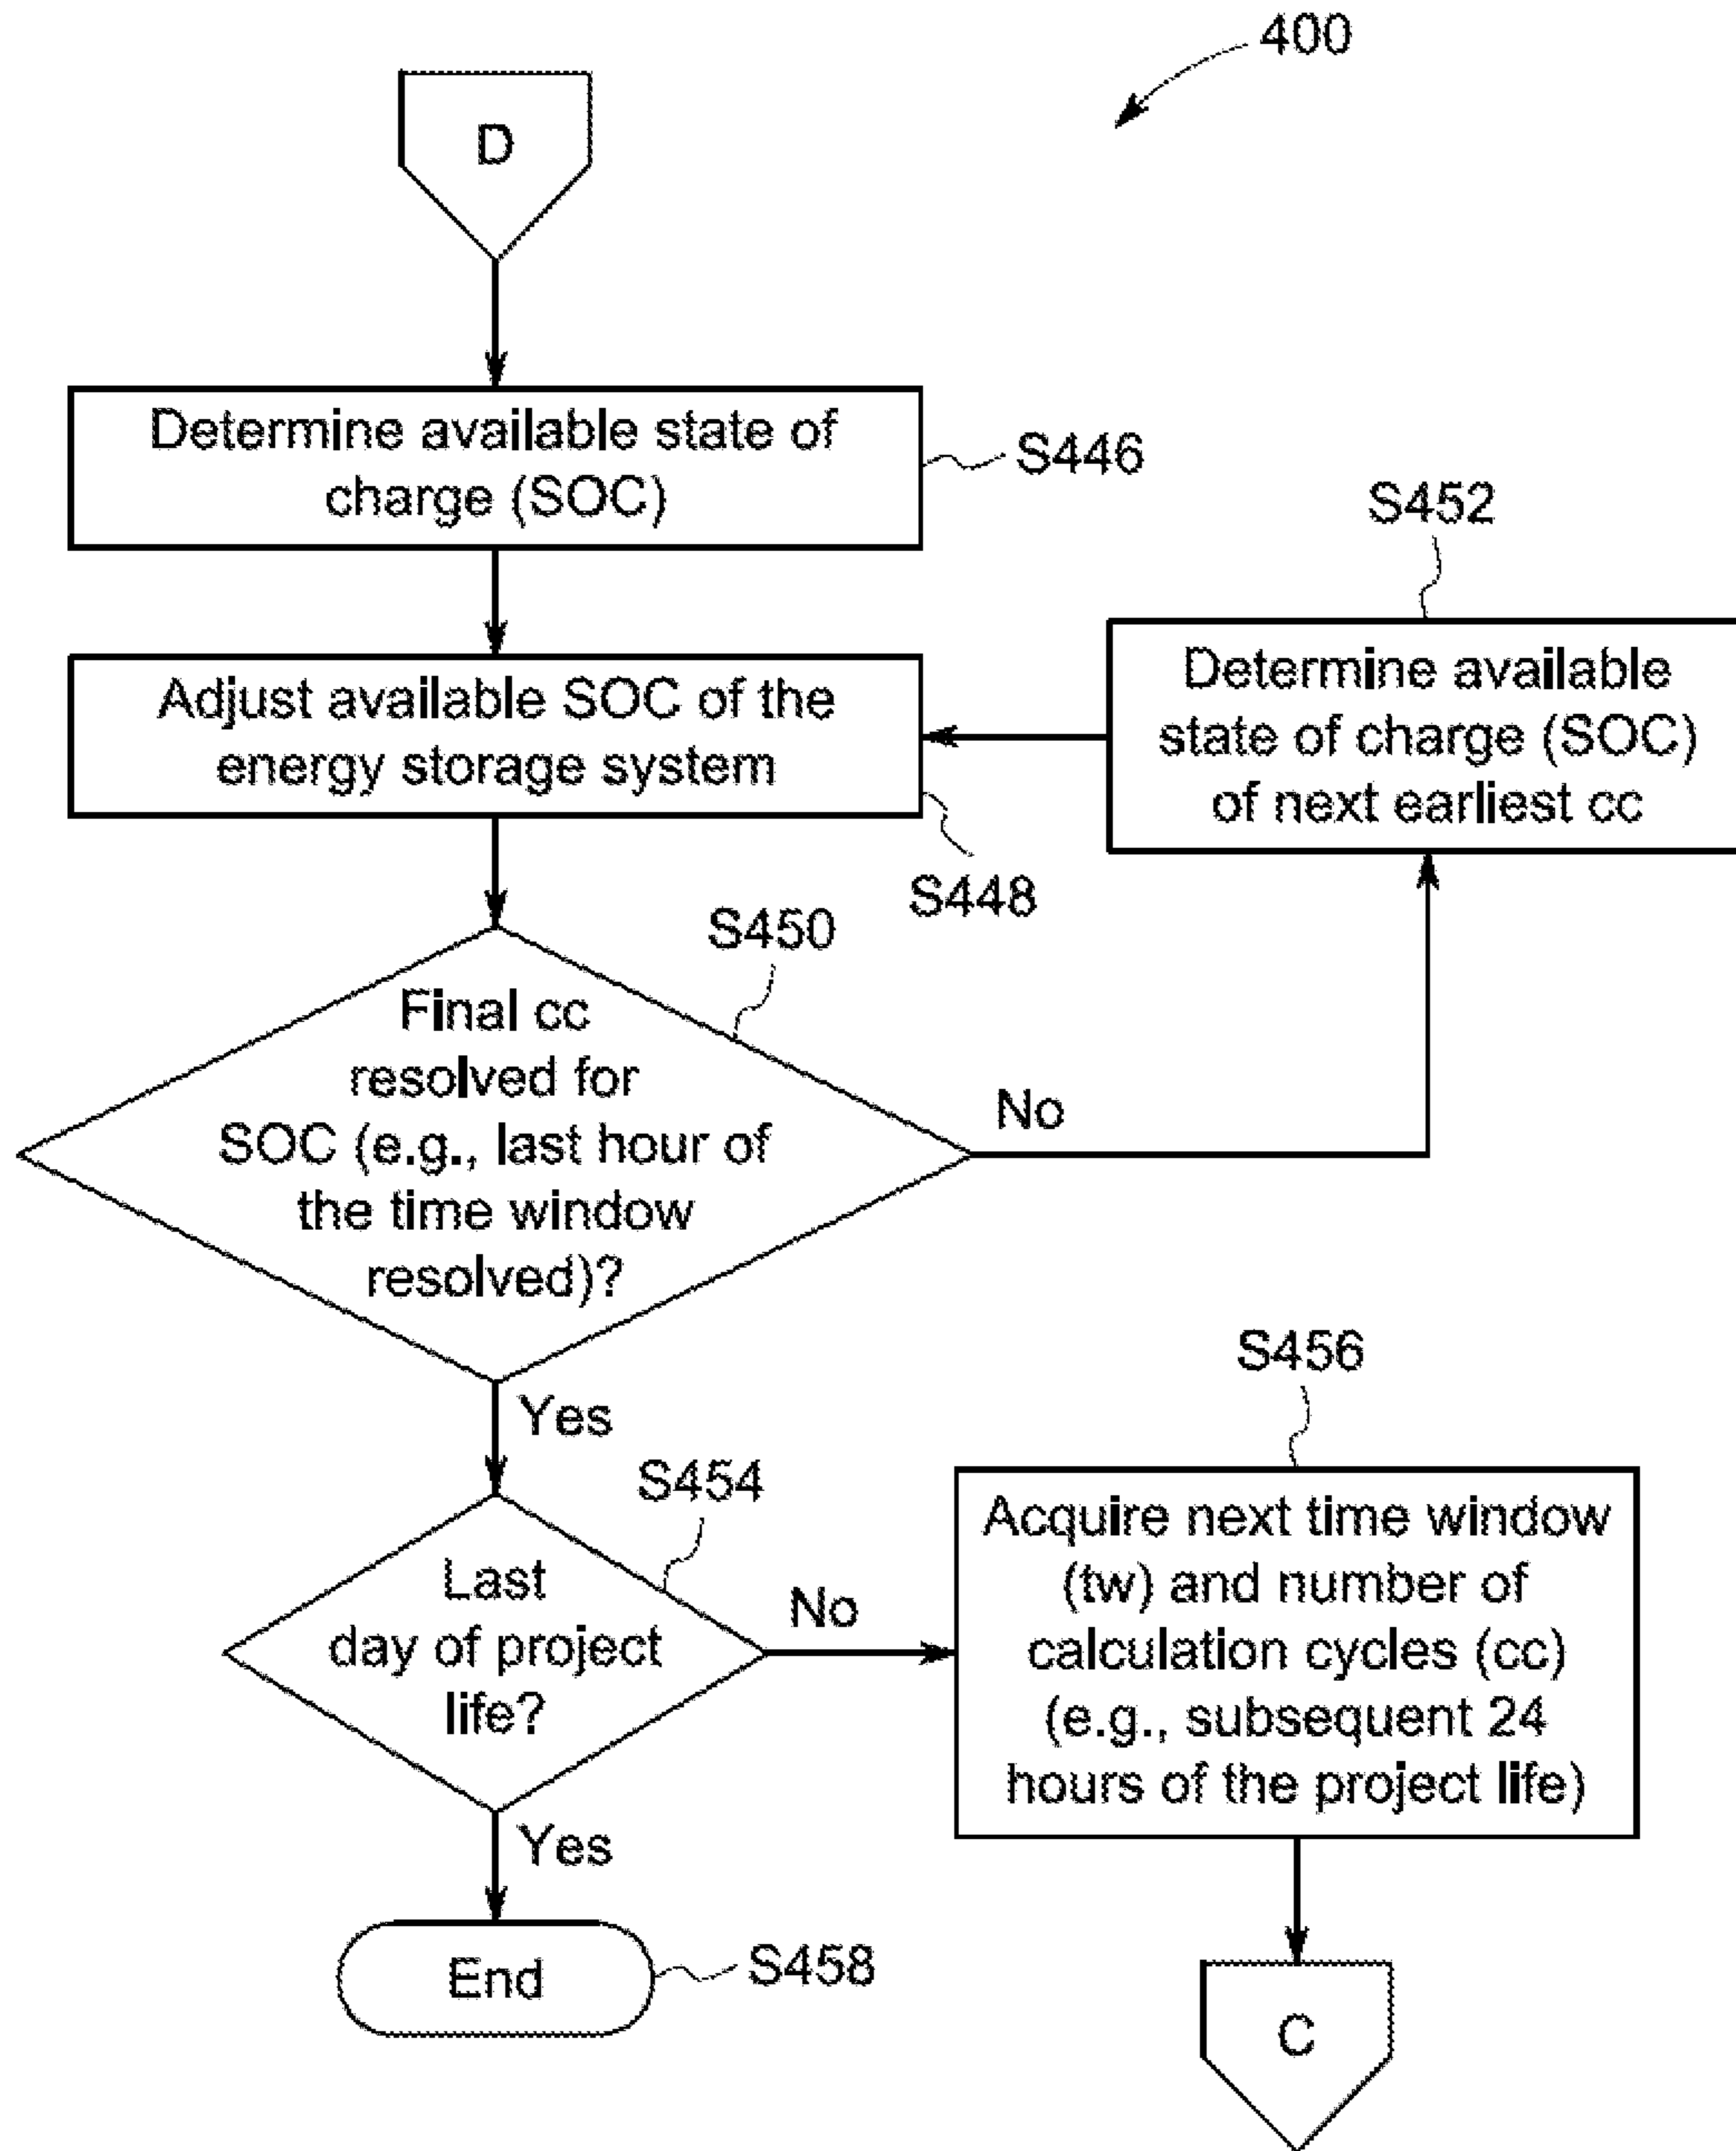 400
D
Determine available state of
charge (SOC)
S446
S452
Determine available
state of charge (SOC)
of next earliest cc
Adjust available SOC of the
energy storage system
S448
S450
Final cc
resolved for
SOC (e.g., last hour of
the time window
resolved)?
No
Yes
S456
S454
Last
day of project
life?
No
Acquire next time window
(tw) and number of
calculation cycles (cc)
(e.g., subsequent 24
hours of the project life)
Yes
End
S458
C